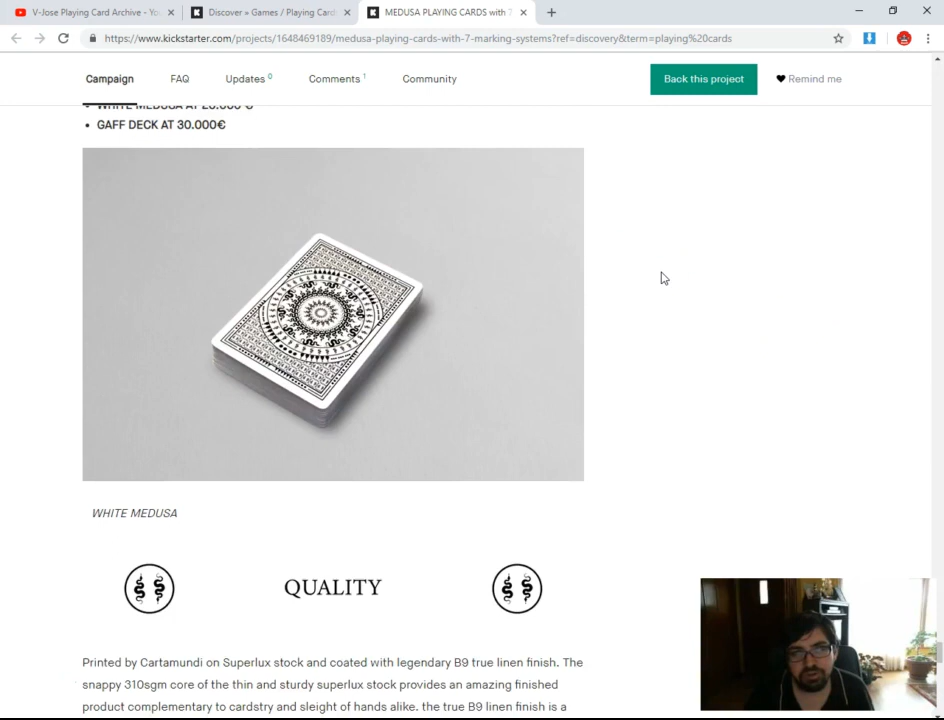 V-Jose Playing Card Archive - Yo
Discover » Games / Playing Card
MEDUSA PLAYING CARDS with 7
https://www.kickstarter.com/projects/1648469189/medusa-playing-cards-with-7-marking-systems?ref=discovery&term=playing%20cards
Campaign
FAQ
Updates 0
Comments 1
Community
Back this project
Remind me
WHITE MEDUSA AT 20.000 €
• GAFF DECK AT 30.000€
WHITE MEDUSA
QUALITY
Printed by Cartamundi on Superlux stock and coated with legendary B9 true linen finish. The
snappy 310sgm core of the thin and sturdy superlux stock provides an amazing finished
product complementary to cardstry and sleight of hands alike. the true B9 linen finish is a